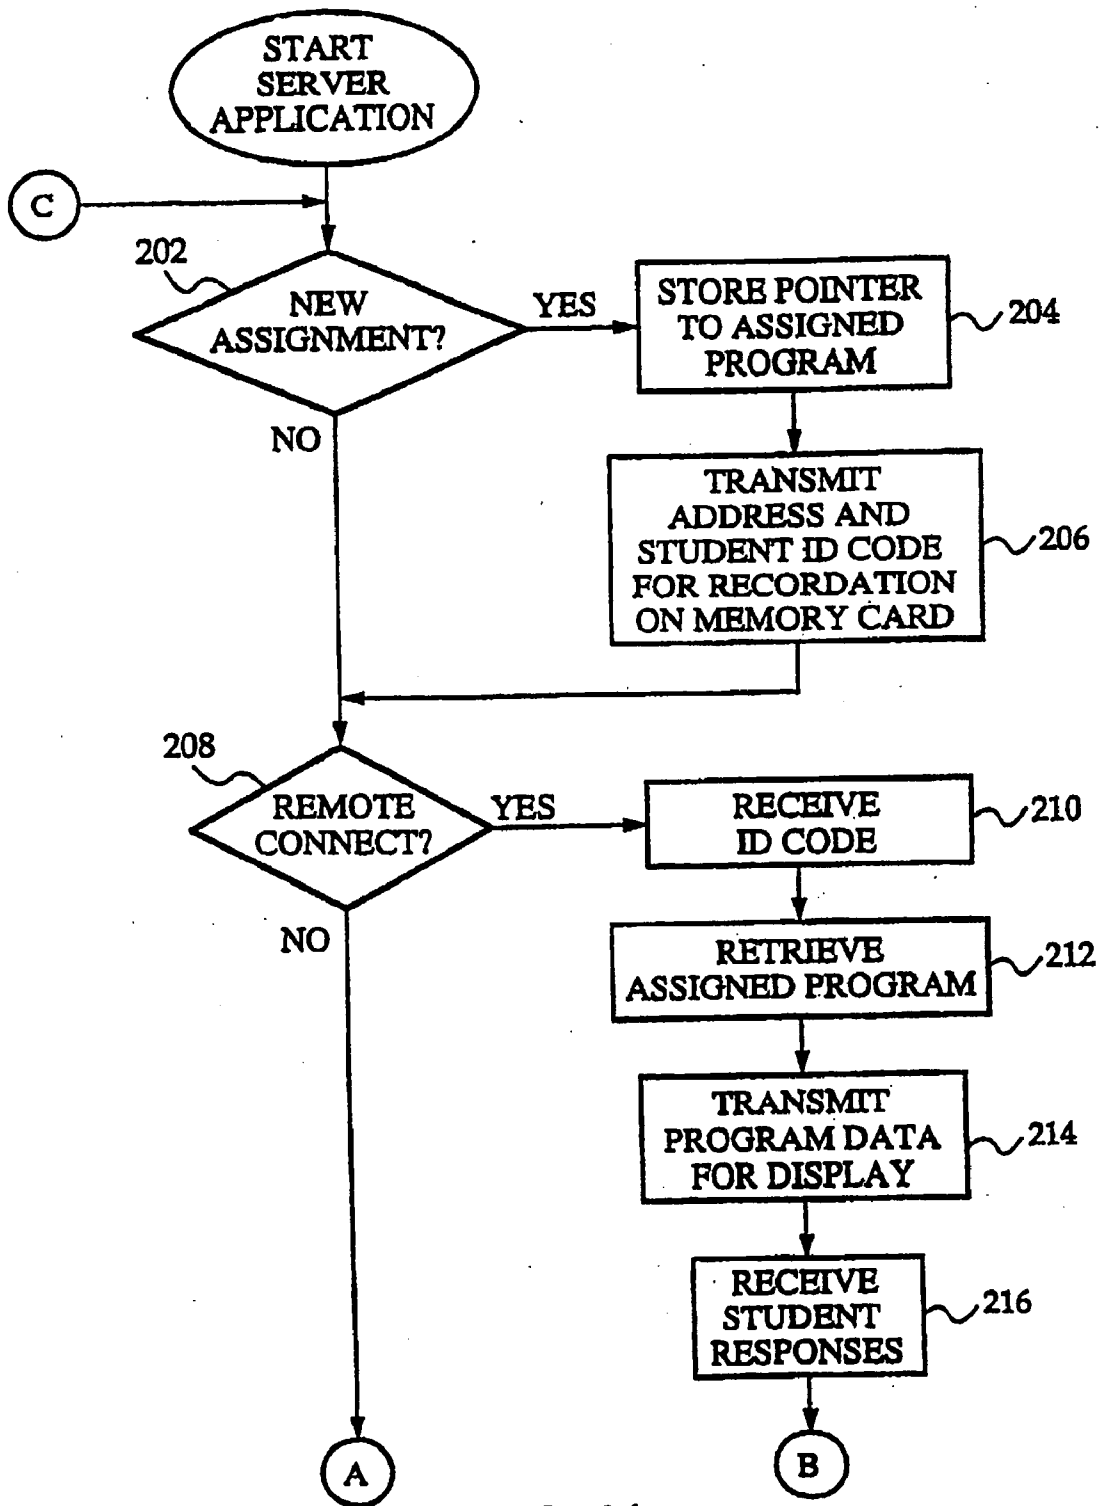 START
SERVER
APPLICATION
C
202
NEW
ASSIGNMENT?
YES
NO
STORE POINTER
TO ASSIGNED
PROGRAM
204
TRANSMIT
ADDRESS AND
STUDENT ID CODE
FOR RECORDATION
ON MEMORY CARD
206
208
REMOTE
CONNECT?
YES
NO
RECEIVE
ID CODE
210
RETRIEVE
ASSIGNED PROGRAM
212
TRANSMIT
PROGRAM DATA
FOR DISPLAY
214
RECEIVE
STUDENT
RESPONSES
216
A
B